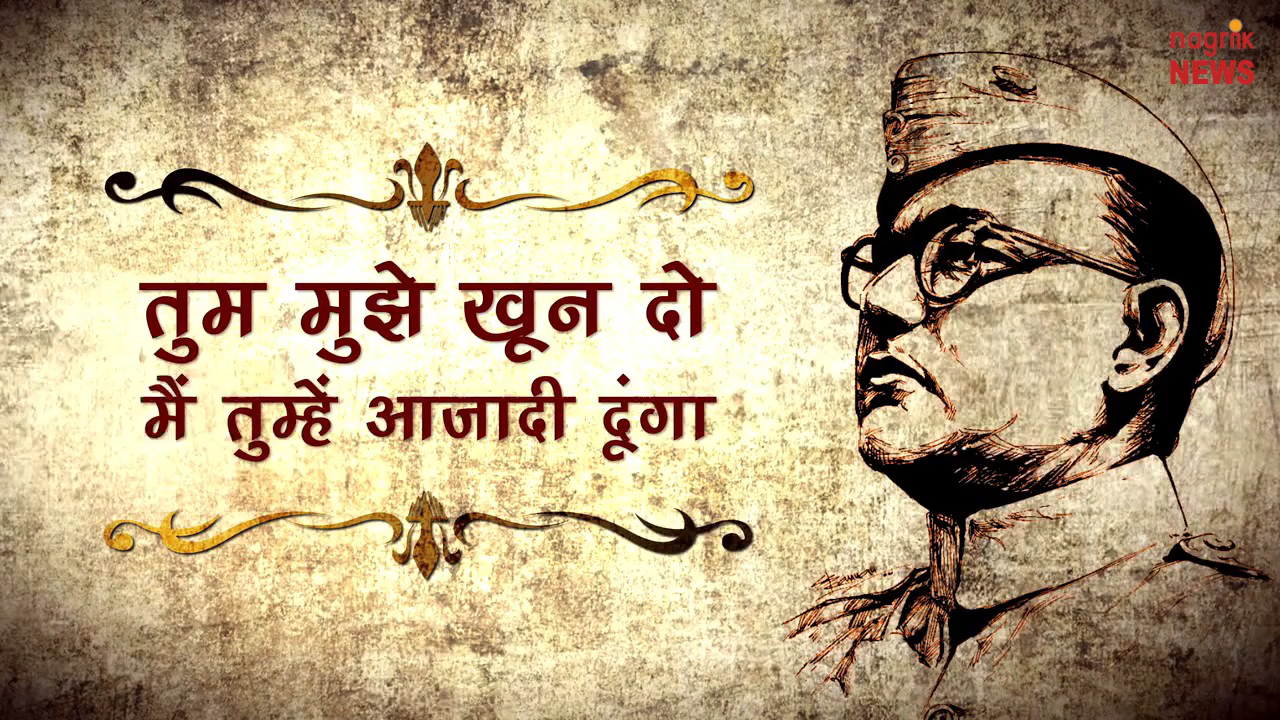 nagrik
NEWS
तुम मुझे खून दो
मैं तुम्हें आजादी दूंगा